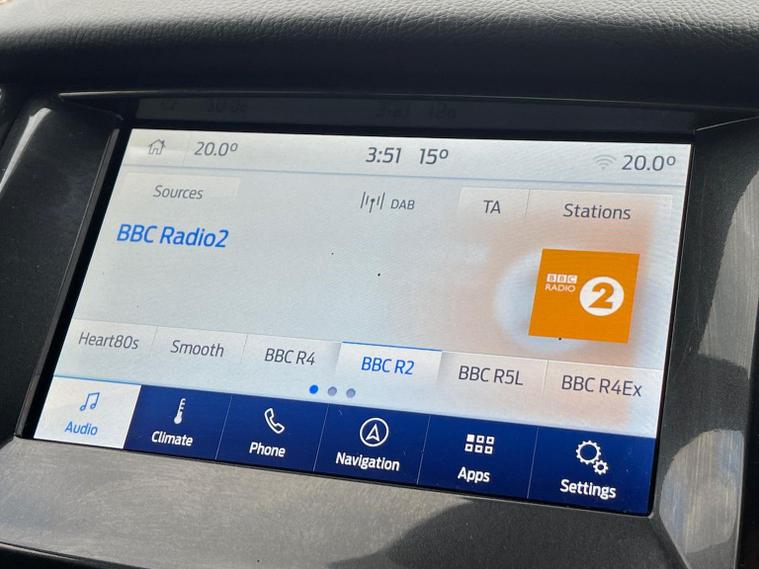 20.0° 3:51 15° 20.0°
Sources DAB TA Stations
BBC Radio2
BBC
RADIO 2
Heart80s Smooth BBC R4 BBC R2 BBC R5L BBC R4Ex
Audio Climate Phone Navigation Apps Settings